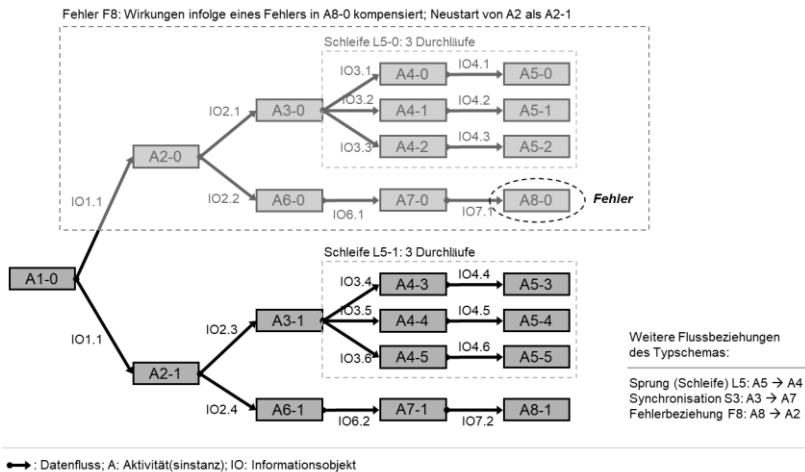 Fehler F8: Wirkungen infolge eines Fehlers in A8-0 kompensiert; Neustart von A2 als A2-1
Schleife L5-0: 3 Durchläufe
IO3.1
A4-0
IO4.1
A5-0
IO2.1
A3-0
IO3.2
A4-1
IO4.2
A5-1
IO3.3
A4-2
IO4.3
A5-2
A2-0
IO1.1
IO2.2
A6-0
IO6.1
A7-0
IO7.1
A8-0
Fehler
A1-0
Schleife L5-1: 3 Durchläufe
IO3.4
A4-3
IO4.4
A5-3
IO2.3
A3-1
IO3.5
A4-4
IO4.5
A5-4
IO3.6
A4-5
IO4.6
A5-5
IO1.1
A2-1
IO2.4
A6-1
IO6.2
A7-1
IO7.2
A8-1
Weitere Flussbeziehungen
des Typschemas:
Sprung (Schleife) L5: A5 → A4
Synchronisation S3: A3 → A7
Fehlerbeziehung F8: A8 → A2
: Datenfluss; A: Aktivität(sinstanz); IO: Informationsobjekt